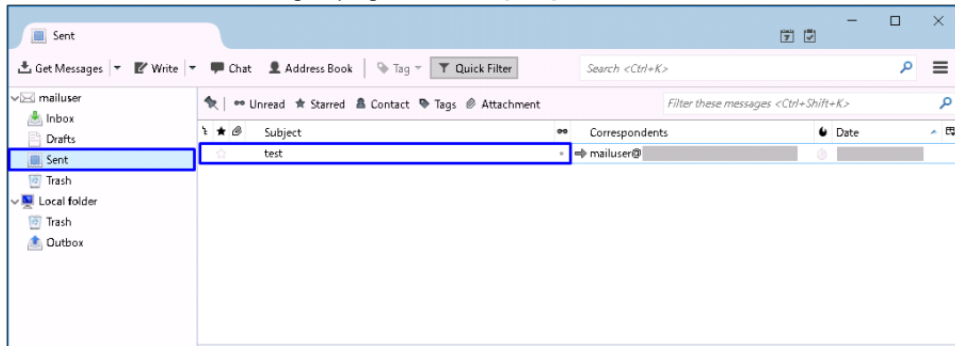 Sent
Get Messages Write Chat Address Book Tag Quick Filter Search <Ctrl+K>
mailuser
Unread Starred Contact Tags Attachment Filter these messages <Ctrl+Shift+K>
Inbox
Drafts
Subject Correspondents Date
Sent
test mailuser@
Trash
Local folder
Trash
Outbox